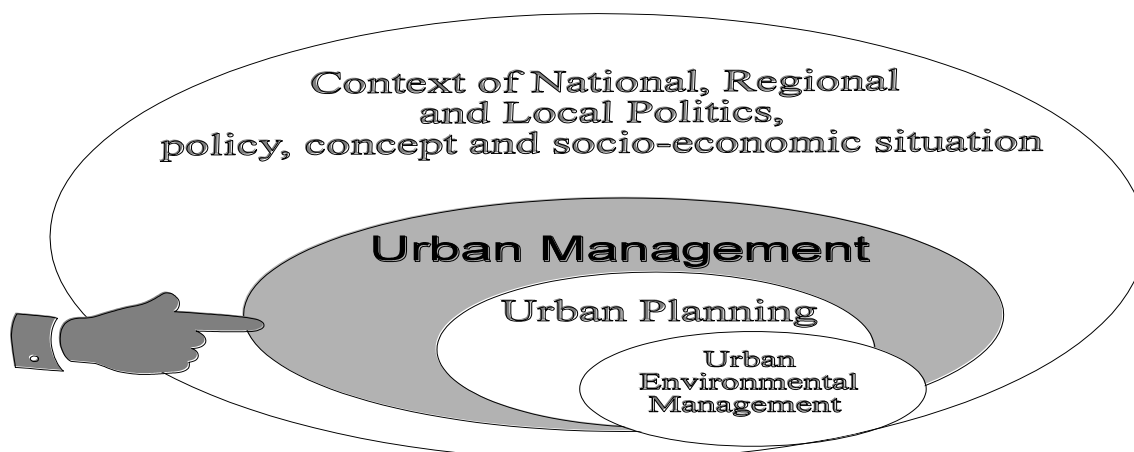 Context of National, Regional
and Local Politics,
policy, concept and socio-economic situation
Urban Management
Urban Planning
Urban
Environmental
Management